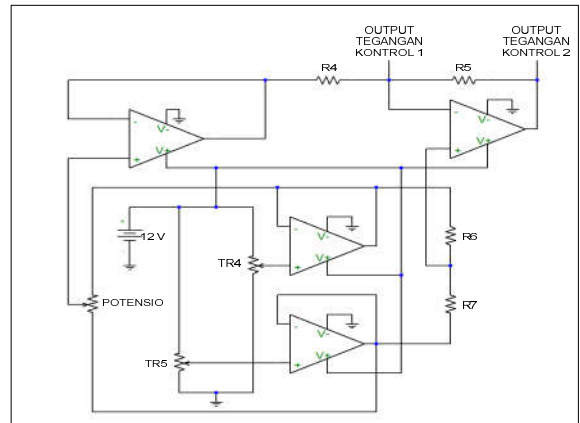 OUTPUT
TEGANGAN
KONTROL 1
OUTPUT
TEGANGAN
KONTROL 2
R4
R5
-
V-
V+
+
-
V-
V+
+
+
12 V
-
TR4
-
V-
V+
+
R6
R7
POTENSIO
TR5
-
V-
V+
+